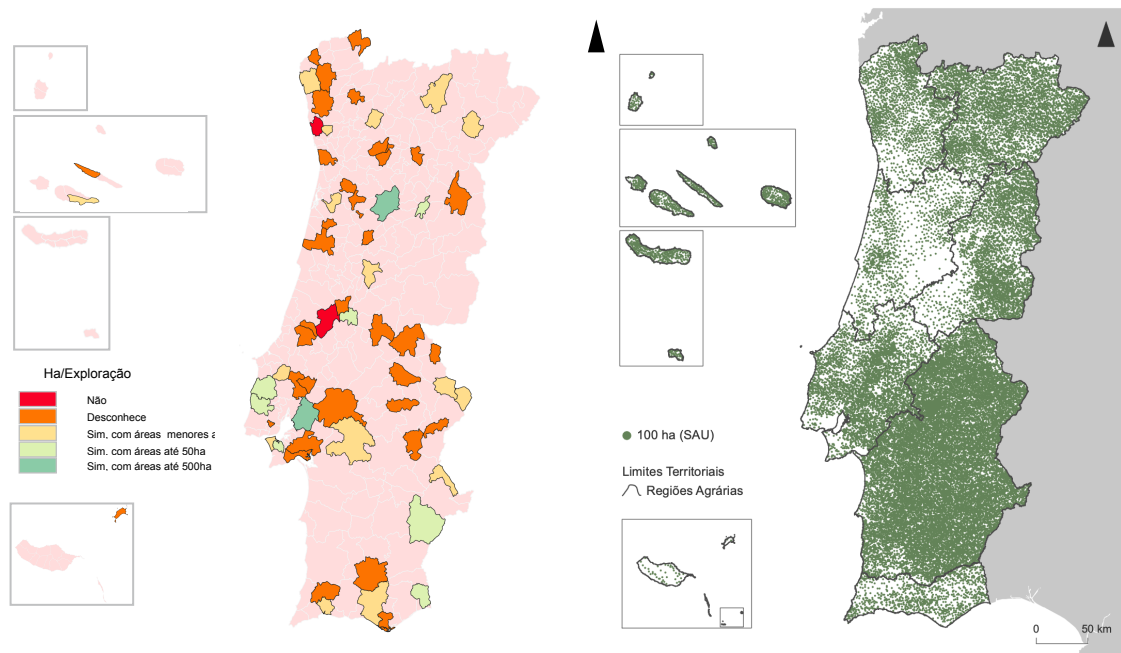 Ha/Exploração
Não
Desconhece
Sim, com áreas menores a
Sim, com áreas até 50ha
Sim, com áreas até 500ha
100 ha (SAU)
Limites Territoriais
Regiões Agrárias
0 50 km